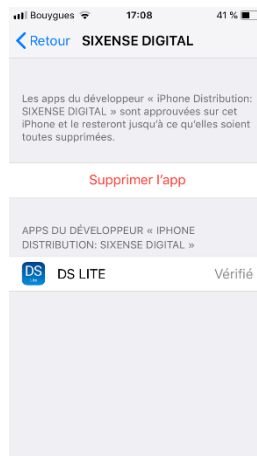 Bouygues 17:08 41 %
Retour SIXENSE DIGITAL
Les apps du développeur « iPhone Distribution:
SIXENSE DIGITAL » sont approuvées sur cet
iPhone et le resteront jusqu'à ce qu'elles soient
toutes supprimées.
Supprimer l'app
APPS DU DÉVELOPPEUR « IPHONE
DISTRIBUTION: SIXENSE DIGITAL »
DS
DS LITE Vérifié